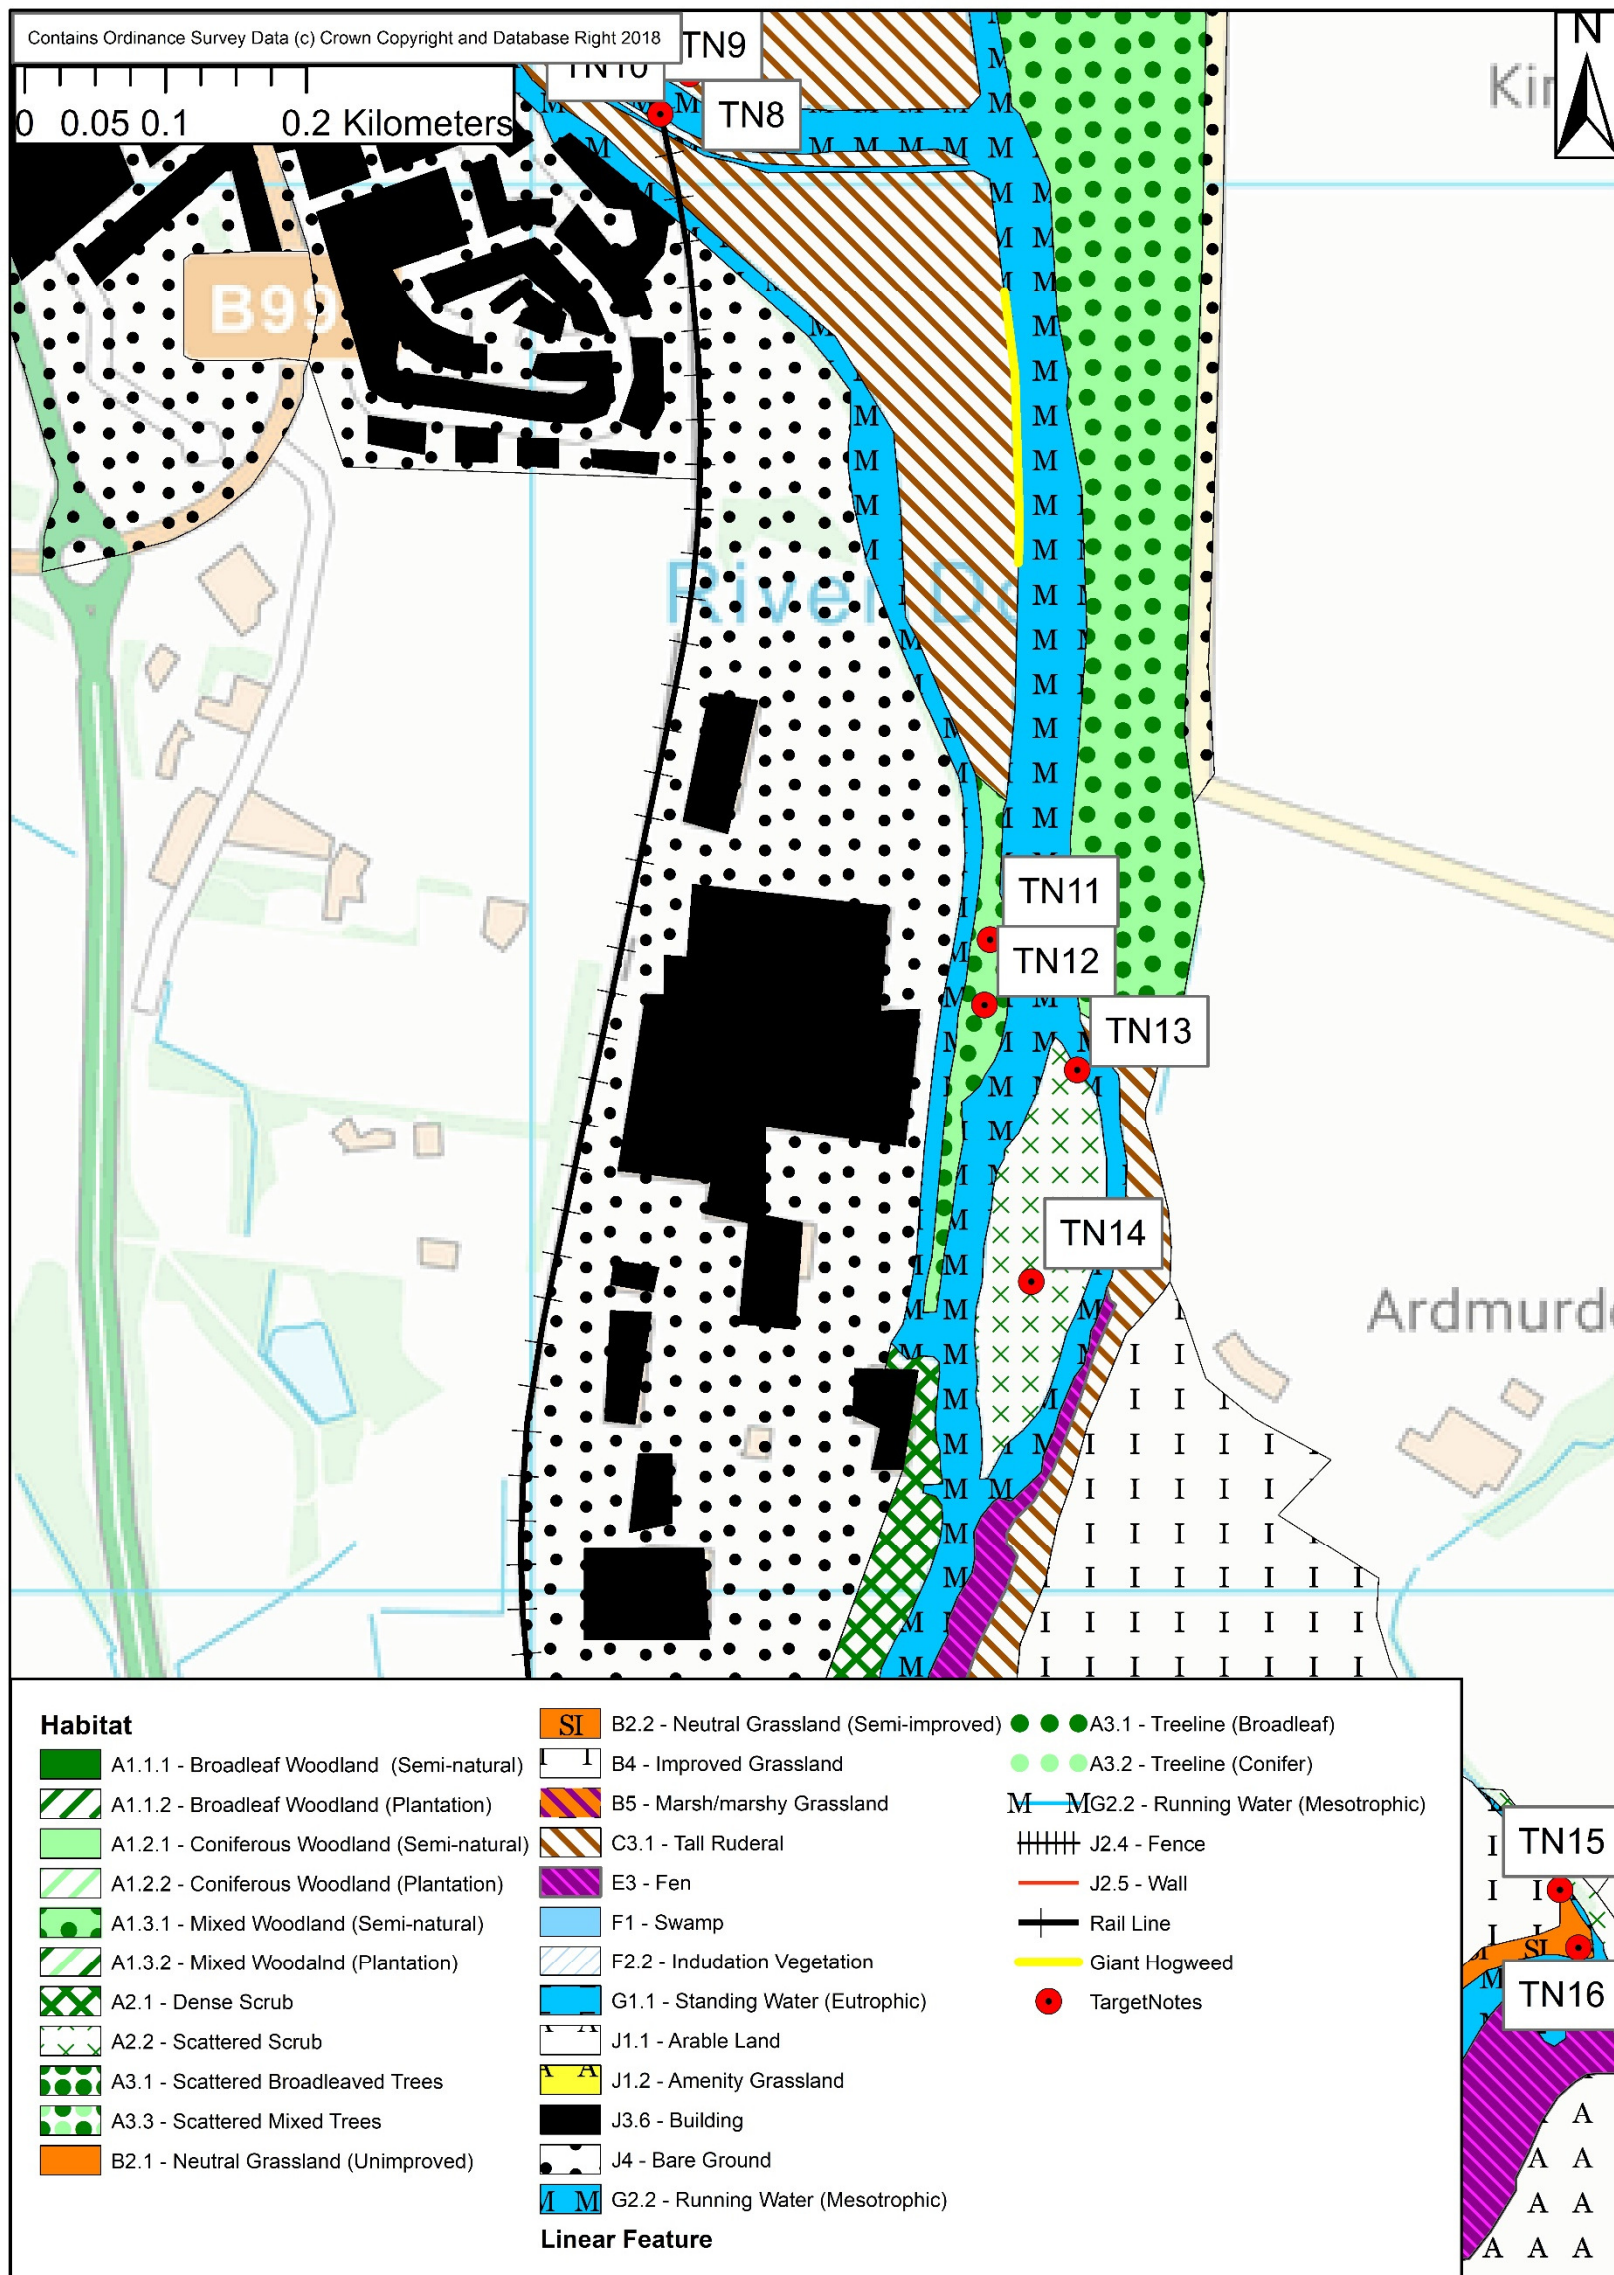 Contains Ordinance Survey Data (c) Crown Copyright and Database Right 2018
TN9
TN10
TN8
N
0 0.05 0.1 0.2 Kilometers
B99
TN11
TN12
TN13
TN14
Habitat
A1.1.1 - Broadleaf Woodland (Semi-natural)
A1.1.2 - Broadleaf Woodland (Plantation)
A1.2.1 - Coniferous Woodland (Semi-natural)
A1.2.2 - Coniferous Woodland (Plantation)
A1.3.1 - Mixed Woodland (Semi-natural)
A1.3.2 - Mixed Woodalnd (Plantation)
A2.1 - Dense Scrub
A2.2 - Scattered Scrub
A3.1 - Scattered Broadleaved Trees
A3.3 - Scattered Mixed Trees
B2.1 - Neutral Grassland (Unimproved)
SI B2.2 - Neutral Grassland (Semi-improved)
I I B4 - Improved Grassland
B5 - Marsh/marshy Grassland
C3.1 - Tall Ruderal
E3 - Fen
F1 - Swamp
F2.2 - Indudation Vegetation
G1.1 - Standing Water (Eutrophic)
J1.1 - Arable Land
A A J1.2 - Amenity Grassland
J3.6 - Building
J4 - Bare Ground
M M G2.2 - Running Water (Mesotrophic)
Linear Feature
A3.1 - Treeline (Broadleaf)
A3.2 - Treeline (Conifer)
M M G2.2 - Running Water (Mesotrophic)
J2.4 - Fence
J2.5 - Wall
Rail Line
Giant Hogweed
TargetNotes
TN15
SI
TN16
River